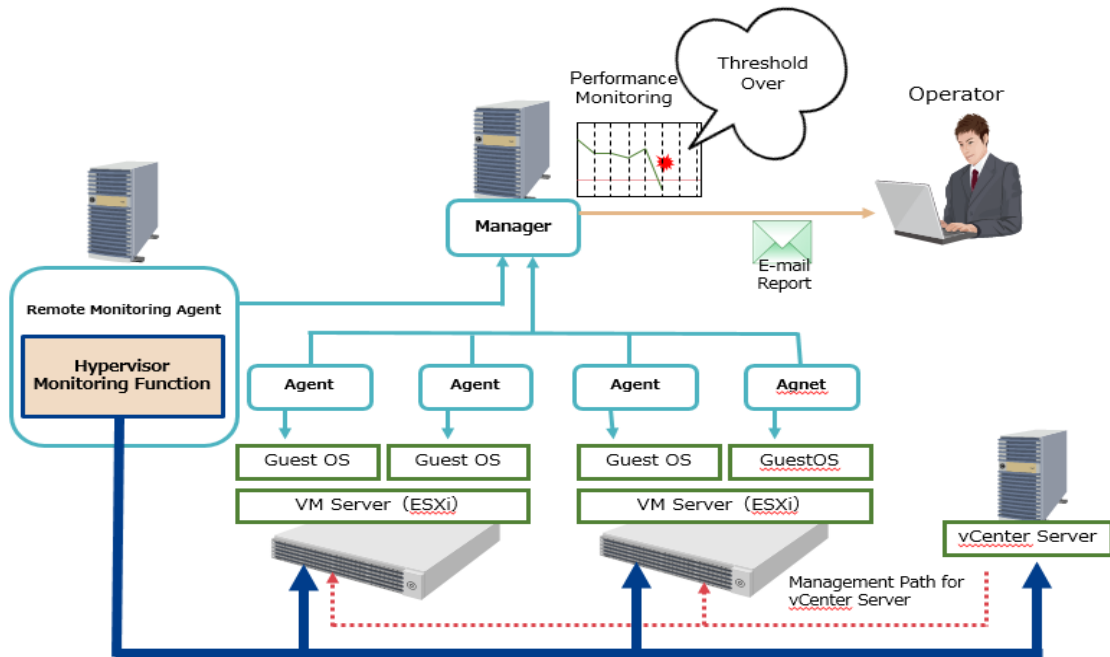 Threshold
Over
Performance
Monitoring
Operator
Manager
E-mail
Report
Remote Monitoring Agent
Hypervisor
Monitoring Function
Agent
Agent
Agent
Agnet
Guest OS
Guest OS
Guest OS
GuestOS
VM Server（ESXi）
VM Server（ESXi）
vCenter Server
Management Path for
vCenter Server